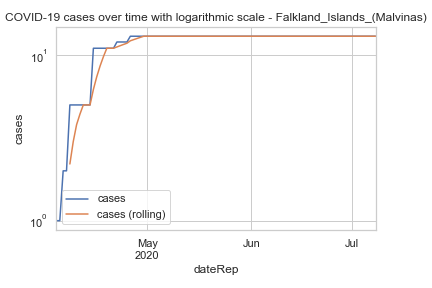 COVID-19 cases over time with logarithmic scale - Falkland_Islands_(Malvinas)
10¹
cases
10⁰
cases
cases (rolling)
May
2020
Jun
Jul
dateRep